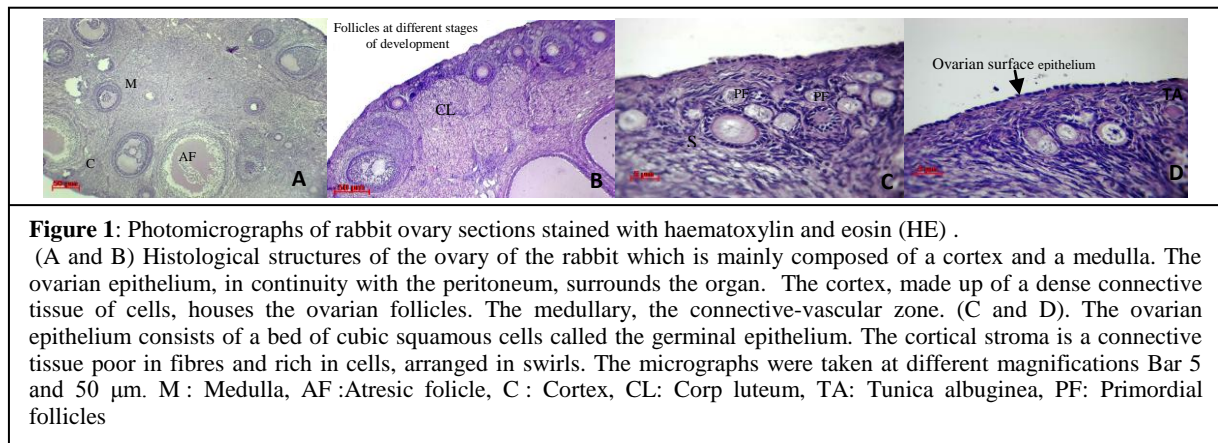 M
C
AF
A
50 µm
Follicles at different stages
of development
CL
B
50 µm
PF
PF
S
C
Ovarian surface epithelium
TA
D
Figure 1: Photomicrographs of rabbit ovary sections stained with haematoxylin and eosin (HE) .
(A and B) Histological structures of the ovary of the rabbit which is mainly composed of a cortex and a medulla. The
ovarian epithelium, in continuity with the peritoneum, surrounds the organ. The cortex, made up of a dense connective
tissue of cells, houses the ovarian follicles. The medullary, the connective-vascular zone. (C and D). The ovarian
epithelium consists of a bed of cubic squamous cells called the germinal epithelium. The cortical stroma is a connective
tissue poor in fibres and rich in cells, arranged in swirls. The micrographs were taken at different magnifications Bar 5
and 50 µm. M : Medulla, AF :Atresic folicle, C : Cortex, CL: Corp luteum, TA: Tunica albuginea, PF: Primordial
follicles